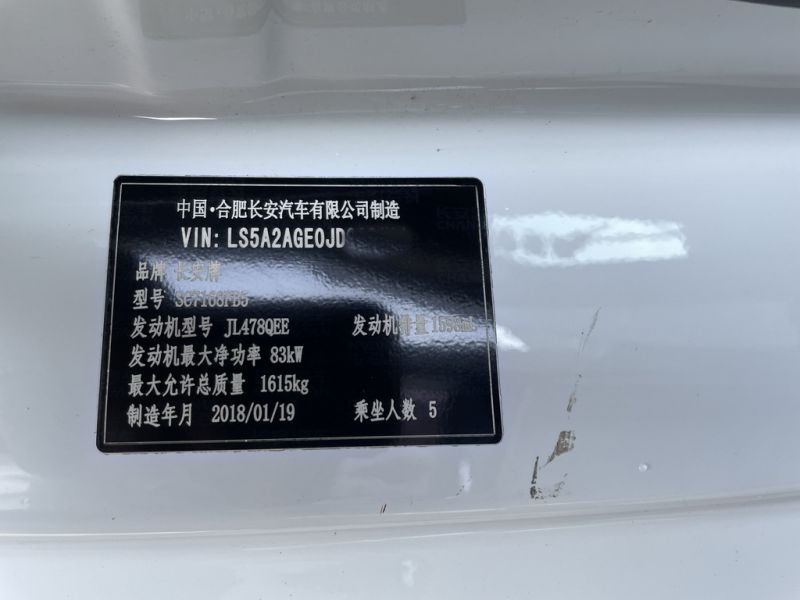 中国·合肥长安汽车有限公司制造
VIN: LS5A2AGE0JD
品牌 长安牌
型号
发动机型号 JL478QEE 发动机排量
发动机最大净功率 83kW
最大允许总质量 1615kg
制造年月 2018/01/19 乘坐人数 5